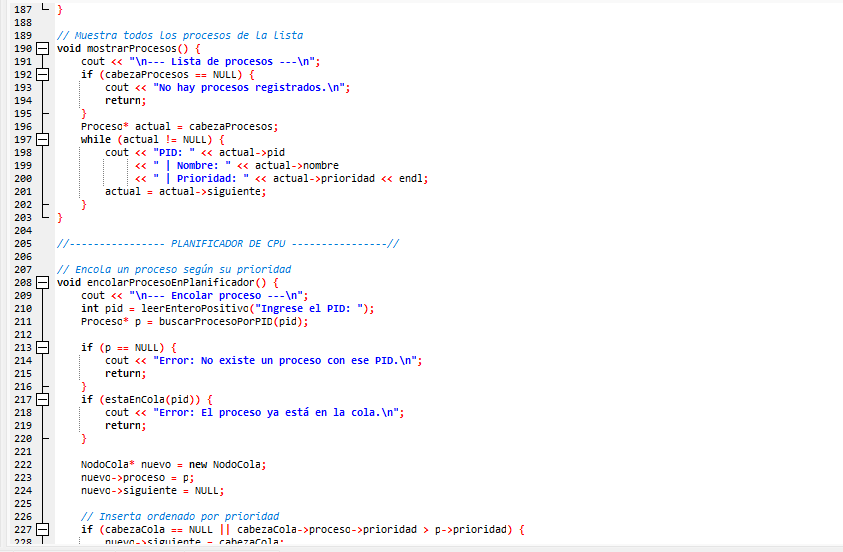 187 }
188
189 // Muestra todos los procesos de la lista
190 void mostrarProcesos() {
191 cout << "\n--- Lista de procesos ---\n";
192 if (cabezaProcesos == NULL) {
193 cout << "No hay procesos registrados.\n";
194 return;
195 }
196 Proceso* actual = cabezaProcesos;
197 while (actual != NULL) {
198 cout << "PID: " << actual->pid
199 << " | Nombre: " << actual->nombre
200 << " | Prioridad: " << actual->prioridad << endl;
201 actual = actual->siguiente;
202 }
203 }
204
205 //---------------- PLANIFICADOR DE CPU ----------------//
206
207 // Encola un proceso según su prioridad
208 void encolarProcesoEnPlanificador() {
209 cout << "\n--- Encolar proceso ---\n";
210 int pid = leerEnteroPositivo("Ingrese el PID: ");
211 Proceso* p = buscarProcesoPorPID(pid);
212
213 if (p == NULL) {
214 cout << "Error: No existe un proceso con ese PID.\n";
215 return;
216 }
217 if (estaEnCola(pid)) {
218 cout << "Error: El proceso ya está en la cola.\n";
219 return;
220 }
221
222 NodoCola* nuevo = new NodoCola;
223 nuevo->proceso = p;
224 nuevo->siguiente = NULL;
225
226 // Inserta ordenado por prioridad
227 if (cabezaCola == NULL || cabezaCola->proceso->prioridad > p->prioridad) {
228 nuevo->siguiente = cabezaCola;